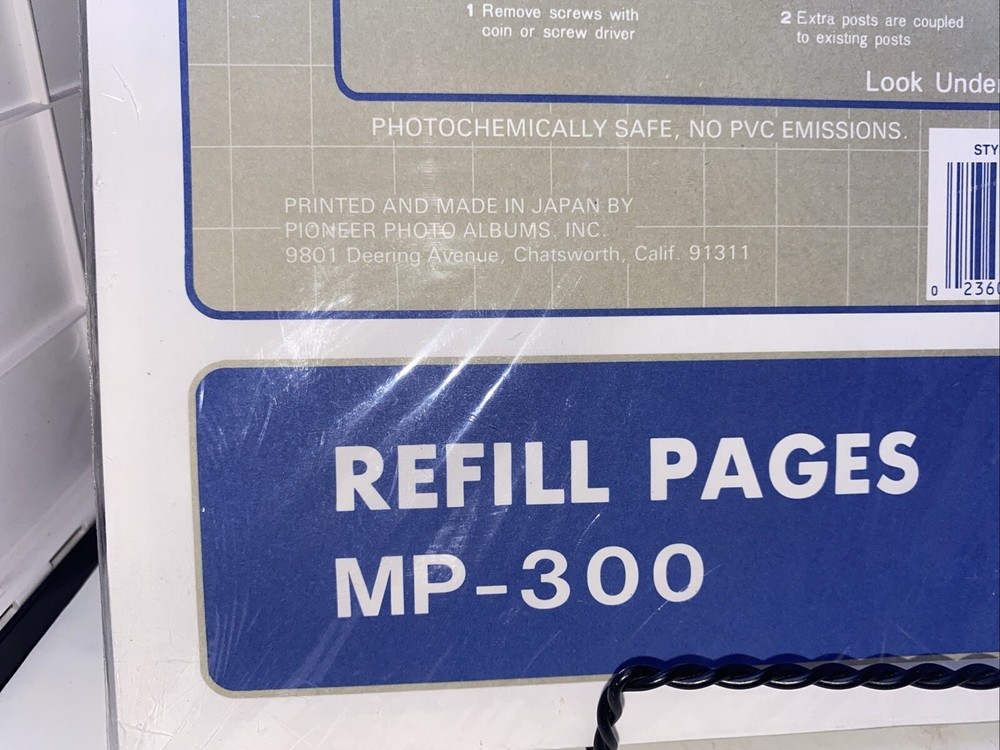 1 Remove screws with
coin or screw driver
2 Extra posts are coupled
to existing posts
Look Unde
PHOTOCHEMICALLY SAFE, NO PVC EMISSIONS.
STY
PRINTED AND MADE IN JAPAN BY
PIONEER PHOTO ALBUMS. INC.
9801 Deering Avenue, Chatsworth, Calif. 91311
0 2360
REFILL PAGES
MP-300